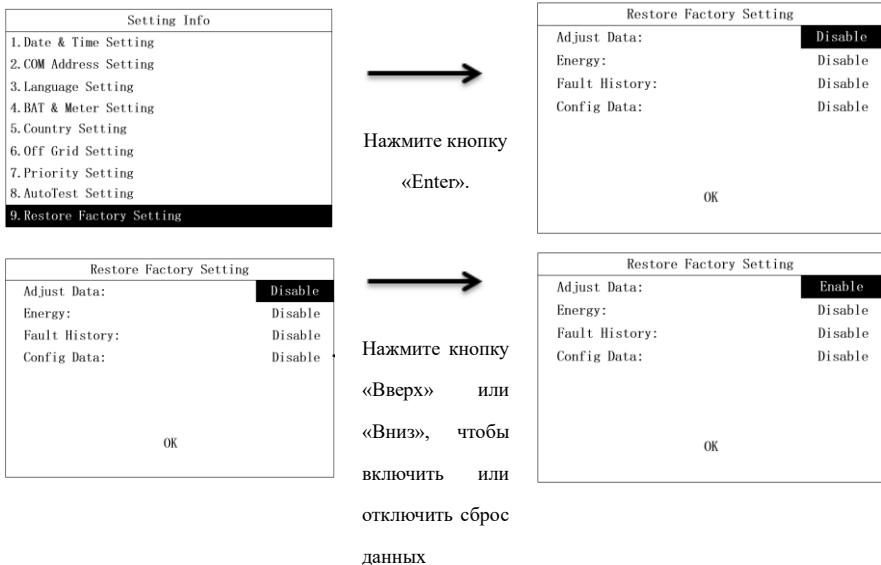 Setting Info
1.Date & Time Setting
2.COM Address Setting
3.Language Setting
4.BAT & Meter Setting
5.Country Setting
6.Off Grid Setting
7.Priority Setting
8.AutoTest Setting
9.Restore Factory Setting
Нажмите кнопку
«Enter».
Restore Factory Setting
Adjust Data: Disable
Energy: Disable
Fault History: Disable
Config Data: Disable
OK
Restore Factory Setting
Adjust Data: Disable
Energy: Disable
Fault History: Disable
Config Data: Disable
OK
Нажмите кнопку
«Вверх» или
«Вниз», чтобы
включить или
отключить сброс
данных
Restore Factory Setting
Adjust Data: Enable
Energy: Disable
Fault History: Disable
Config Data: Disable
OK